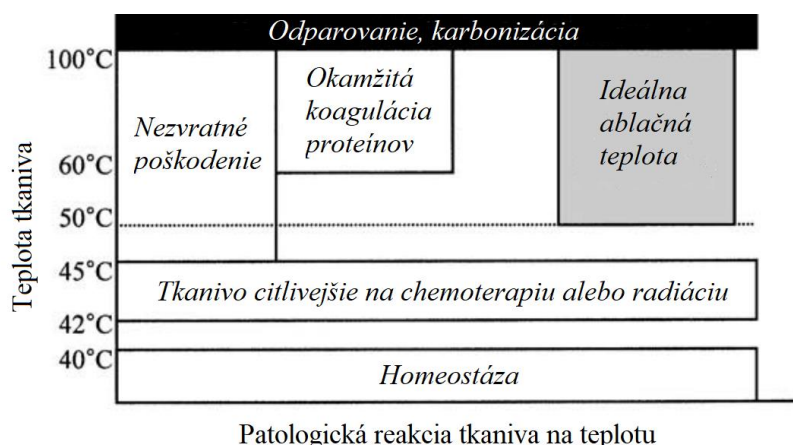 Odparovanie, karbonizácia
100°C
Nezvratné
poškodenie
Okamžitá
koagulácia
proteínov
Ideálna
ablačná
teplota
60°C
50°C
45°C
Tkanivo citlivejšie na chemoterapiu alebo radiáciu
42°C
40°C
Homeostáza
Teplota tkaniva
Patologická reakcia tkaniva na teplotu